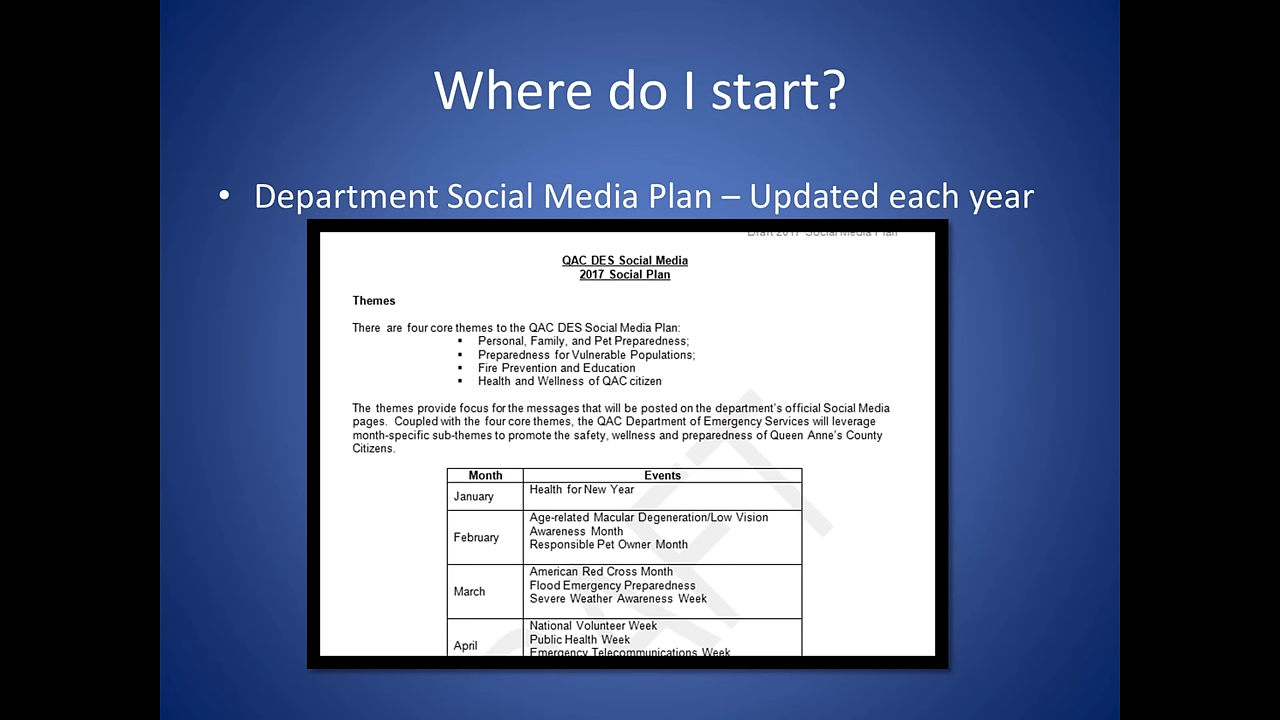 Where do I start?
• Department Social Media Plan – Updated each year
Draft 2017 Social Media Plan
QAC DES Social Media
2017 Social Plan
Themes
There are four core themes to the QAC DES Social Media Plan:
▪ Personal, Family, and Pet Preparedness;
▪ Preparedness for Vulnerable Populations;
▪ Fire Prevention and Education
▪ Health and Wellness of QAC citizen
The themes provide focus for the messages that will be posted on the department's official Social Media
pages. Coupled with the four core themes, the QAC Department of Emergency Services will leverage
month-specific sub-themes to promote the safety, wellness and preparedness of Queen Anne's County
Citizens.
Month Events
January Health for New Year
February Age-related Macular Degeneration/Low Vision
Awareness Month
Responsible Pet Owner Month
March American Red Cross Month
Flood Emergency Preparedness
Severe Weather Awareness Week
April National Volunteer Week
Public Health Week
Emergency Telecommunications Week